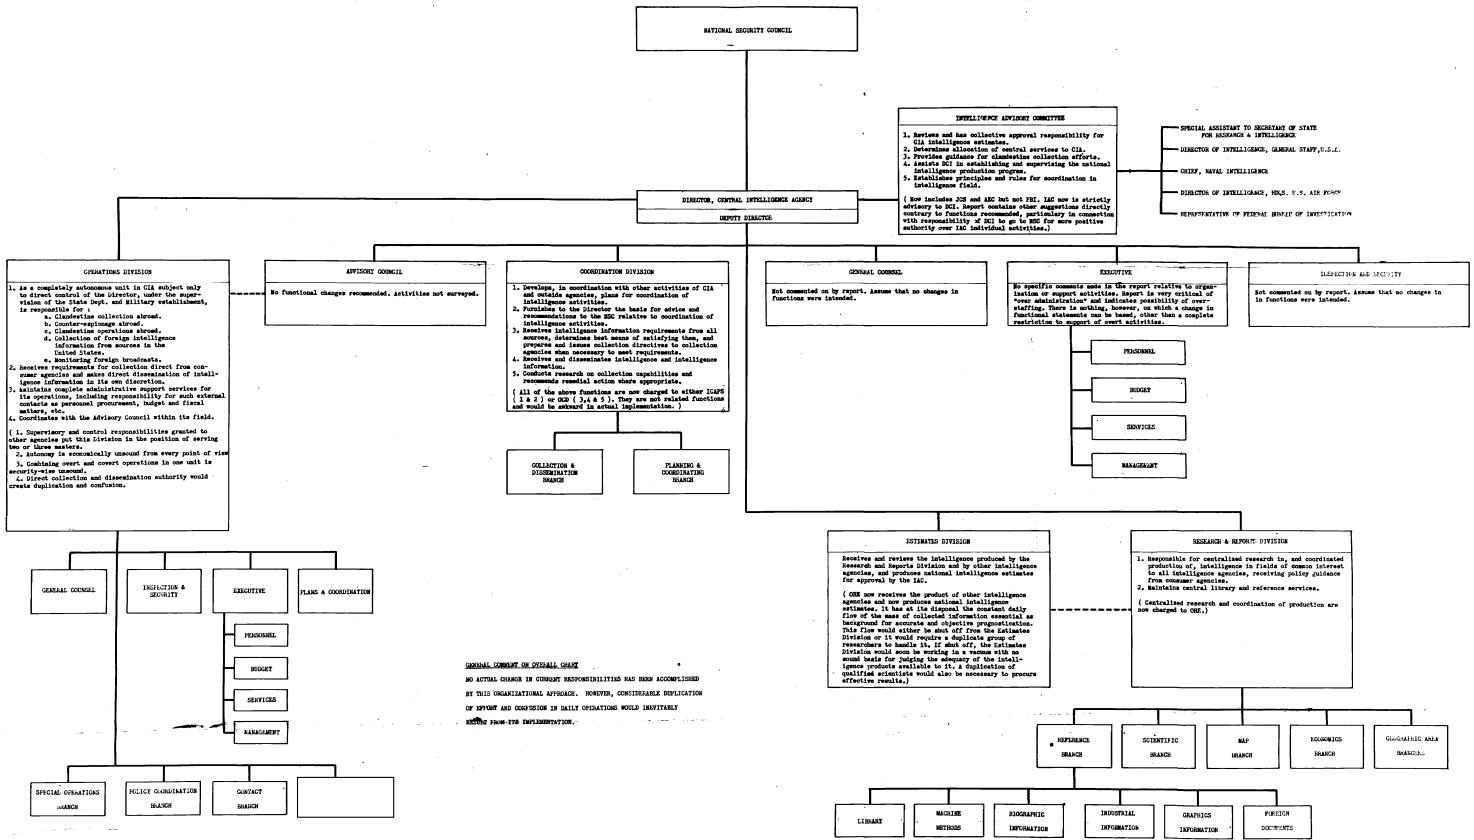 NATIONAL SECURITY COUNCIL
INTELLIGENCE ADVISORY COMMITTEE
1. Reviews and has collective approval responsibility for
CIA intelligence estimates.
2. Determines allocation of central services to CIA.
3. Provides guidance for clandestine collection efforts.
4. Assists DCI in establishing and supervising the national
intelligence production program.
5. Establishes principles and rules for coordination in
intelligence field.
( Now includes JCS and AEC but not FBI. IAC now is strictly
advisory to DCI. Report contains other suggestions directly
contrary to functions recommended, particulary in connection
with responsibility of DCI to go to NSC for more positive
authority over IAC individual activities.)
SPECIAL ASSISTANT TO SECRETARY OF STATE
FOR RESEARCH & INTELLIGENCE
DIRECTOR OF INTELLIGENCE, GENERAL STAFF, U.S.A.
CHIEF, NAVAL INTELLIGENCE
DIRECTOR OF INTELLIGENCE, HDQS. U.S. AIR FORCE
REPRESENTATIVE OF FEDERAL BUREAU OF INVESTIGATION
DIRECTOR, CENTRAL INTELLIGENCE AGENCY
DEPUTY DIRECTOR
OPERATIONS DIVISION
1. As a completely autonomous unit in CIA subject only
to direct control of the Director, under the super-
vision of the State Dept. and Military establishment,
is responsible for :
a. Clandestine collection abroad.
b. Counter-espionage abroad.
c. Clandestine operations abroad.
d. Collection of foreign intelligence
information from sources in the
United States.
e. Monitoring foreign broadcasts.
2. Receives requirements for collection direct from con-
sumer agencies and makes direct dissemination of intell-
igence information in its own discretion.
3. aintains complete administrative support services for
its operations, including responsibility for such external
contacts as personnel procurement, budget and fiscal
matters, etc.
4. Coordinates with the Advisory Council within its field.
( 1. Supervisory and control responsibilities granted to
other agencies put this Division in the position of serving
two or three masters.
2. Autonomy is economically unsound from every point of view
3. Combining overt and covert operations in one unit is
security-wise unsound.
4. Direct collection and dissemination authority would
create duplication and confusion.
ADVISORY COUNCIL
No functional changes recommended. Activities not surveyed.
COORDINATION DIVISION
1. Develops, in coordination with other activities of CIA
and outside agencies, plans for coordination of
intelligence activities.
2. Furnishes to the Director the basis for advice and
recommendations to the NSC relative to coordination of
intelligence activities.
3. Receives intelligence information requirements from all
sources, determines best means of satisfying them, and
prepares and issues collection directives to collection
agencies when necessary to meet requirements.
4. Receives and disseminates intelligence and intelligence
information.
5. Conducts research on collection capabilities and
recommends remedial action where appropriate.
( All of the above functions are now charged to either ICAPS
( 1 & 2 ) or OCD ( 3,4 & 5 ). They are not related functions
and would be awkward in actual implementation. )
GENERAL COUNSEL
Not commented on by report. Assume that no changes in
functions were intended.
EXECUTIVE
No specific comments made in the report relative to organ-
isation or support activities. Report is very critical of
"over administration" and indicates possibility of over-
staffing. There is nothing, however, on which a change in
functional statements can be based, other than a complete
restriction to support of overt activities.
INSPECTION AND SECURITY
Not commented on by report. Assume that no changes in
in functions were intended.
PERSONNEL
BUDGET
SERVICES
MANAGEMENT
COLLECTION &
DISSEMINATION
BRANCH
PLANNING &
COORDINATING
BRANCH
ESTIMATES DIVISION
Receives and reviews the intelligence produced by the
Research and Reports Division and by other intelligence
agencies, and produces national intelligence estimates
for approval by the IAC.
( ORE now receives the product of other intelligence
agencies and now produces national intelligence
estimates. It has at its disposal the constant daily
flow of the mass of collected information essential as
background for accurate and objective prognostication.
This flow would either be shut off from the Estimates
Division or it would require a duplicate group of
researchers to handle it. If shut off, the Estimates
Division would soon be working in a vacuum with no
sound basis for judging the adequacy of the intell-
igence products available to it. A duplication of
qualified scientists would also be necessary to procure
effective results.)
RESEARCH & REPORTS DIVISION
1. Responsible for centralized research in, and coordinated
production of, intelligence in fields of common interest
to all intelligence agencies, receiving policy guidance
from consumer agencies.
2. Maintains central library and reference services.
( Centralized research and coordination of production are
now charged to ORE.)
GENERAL COUNSEL
INSPECTION &
SECURITY
EXECUTIVE
PLANS & COORDINATION
PERSONNEL
BUDGET
SERVICES
MANAGEMENT
GENERAL COMMENT ON OVERALL CHART
NO ACTUAL CHANGE IN CURRENT RESPONSIBILITIES HAS BEEN ACCOMPLISHED
BY THIS ORGANIZATIONAL APPROACH. HOWEVER, CONSIDERABLE DUPLICATION
OF EFFORT AND CONFUSION IN DAILY OPERATIONS WOULD INEVITABLY
RESULT FROM ITS IMPLEMENTATION.
SPECIAL OPERATIONS
BRANCH
POLICY COORDINATION
BRANCH
CONTACT
BRANCH
REFERENCE
BRANCH
SCIENTIFIC
BRANCH
MAP
BRANCH
ECONOMICS
BRANCH
GEOGRAPHIC AREA
BRANCHES
LIBRARY
MACHINE
METHODS
BIOGRAPHIC
INFORMATION
INDUSTRIAL
INFORMATION
GRAPHICS
INFORMATION
FOREIGN
DOCUMENTS